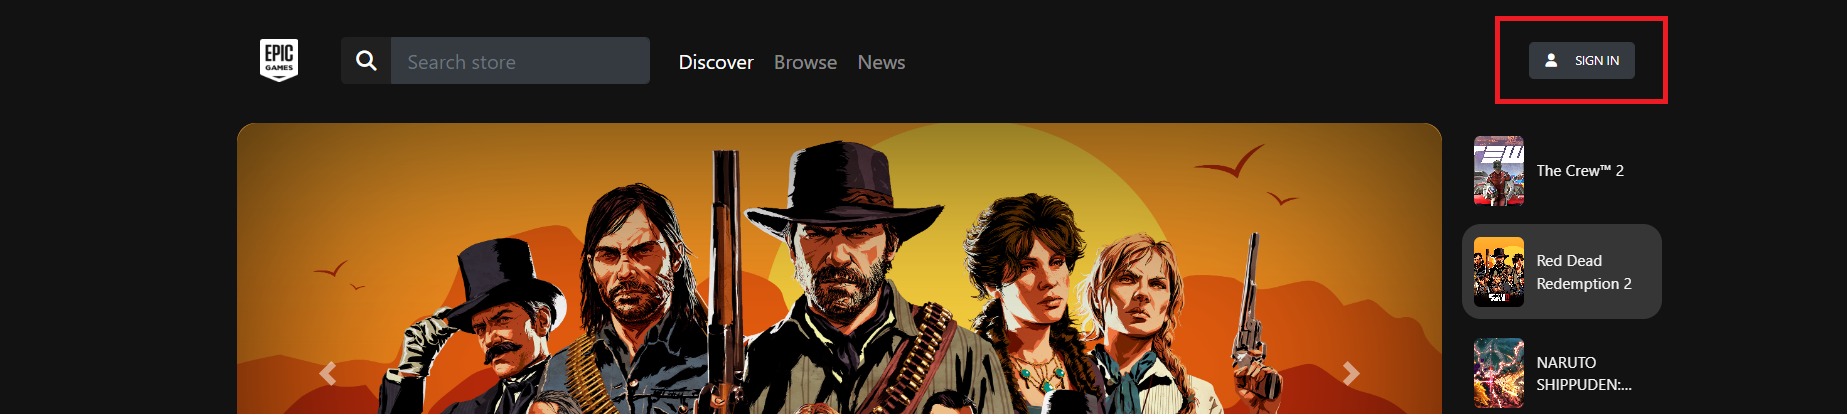 EPIC
GAMES
Search store
Discover
Browse
News
SIGN IN
The Crew™ 2
Red Dead
Redemption 2
NARUTO
SHIPPUDEN:...